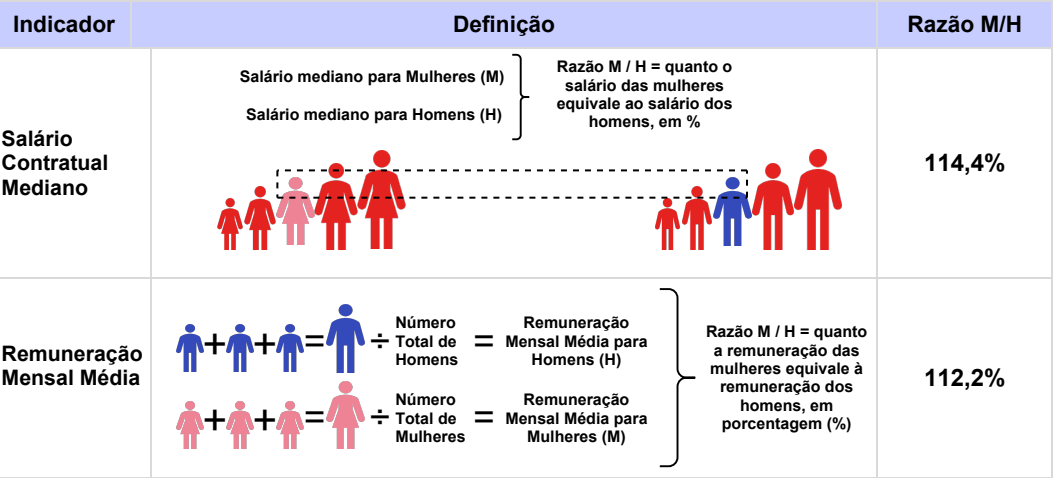 Indicador
Definição
Razão M/H
Salário
Contratual
Mediano
Salário mediano para Mulheres (M)
Salário mediano para Homens (H)
Razão M / H = quanto o
salário das mulheres
equivale ao salário dos
homens, em %
114,4%
Remuneração
Mensal Média
+ + = ÷
Número
Total de
Homens
=
Remuneração
Mensal Média para
Homens (H)
+ + = ÷
Número
Total de
Mulheres
=
Remuneração
Mensal Média para
Mulheres (M)
Razão M / H = quanto
a remuneração das
mulheres equivale à
remuneração dos
homens, em
porcentagem (%)
112,2%